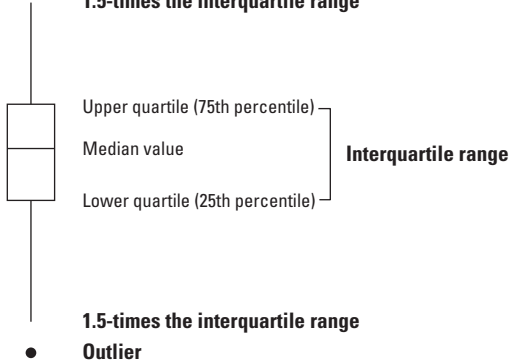 1.5-times the interquartile range
Upper quartile (75th percentile)
Median value
Interquartile range
Lower quartile (25th percentile)
1.5-times the interquartile range
Outlier